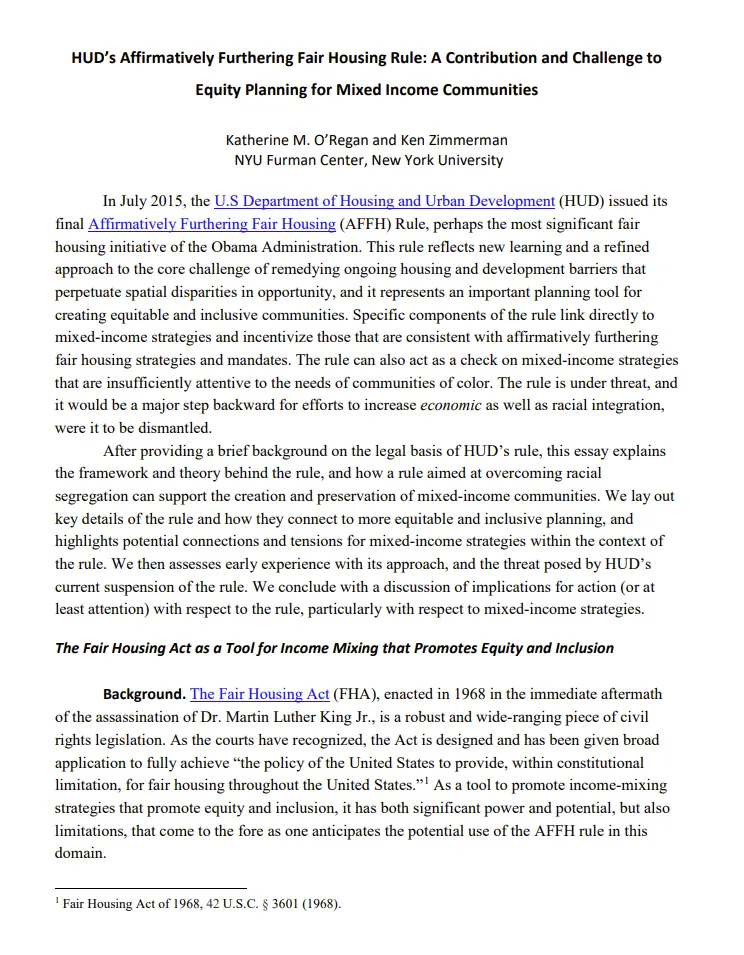 HUD’s Affirmatively Furthering Fair Housing Rule: A Contribution and Challenge to
Equity Planning for Mixed Income Communities
Katherine M. O’Regan and Ken Zimmerman
NYU Furman Center, New York University
In July 2015, the U.S Department of Housing and Urban Development (HUD) issued its
final Affirmatively Furthering Fair Housing (AFFH) Rule, perhaps the most significant fair
housing initiative of the Obama Administration. This rule reflects new learning and a refined
approach to the core challenge of remedying ongoing housing and development barriers that
perpetuate spatial disparities in opportunity, and it represents an important planning tool for
creating equitable and inclusive communities. Specific components of the rule link directly to
mixed-income strategies and incentivize those that are consistent with affirmatively furthering
fair housing strategies and mandates. The rule can also act as a check on mixed-income strategies
that are insufficiently attentive to the needs of communities of color. The rule is under threat, and
it would be a major step backward for efforts to increase economic as well as racial integration,
were it to be dismantled.
After providing a brief background on the legal basis of HUD’s rule, this essay explains
the framework and theory behind the rule, and how a rule aimed at overcoming racial
segregation can support the creation and preservation of mixed-income communities. We lay out
key details of the rule and how they connect to more equitable and inclusive planning, and
highlights potential connections and tensions for mixed-income strategies within the context of
the rule. We then assesses early experience with its approach, and the threat posed by HUD’s
current suspension of the rule. We conclude with a discussion of implications for action (or at
least attention) with respect to the rule, particularly with respect to mixed-income strategies.
The Fair Housing Act as a Tool for Income Mixing that Promotes Equity and Inclusion
Background. The Fair Housing Act (FHA), enacted in 1968 in the immediate aftermath
of the assassination of Dr. Martin Luther King Jr., is a robust and wide-ranging piece of civil
rights legislation. As the courts have recognized, the Act is designed and has been given broad
application to fully achieve “the policy of the United States to provide, within constitutional
limitation, for fair housing throughout the United States.”1 As a tool to promote income-mixing
strategies that promote equity and inclusion, it has both significant power and potential, but also
limitations, that come to the fore as one anticipates the potential use of the AFFH rule in this
domain.
1 Fair Housing Act of 1968, 42 U.S.C. § 3601 (1968).